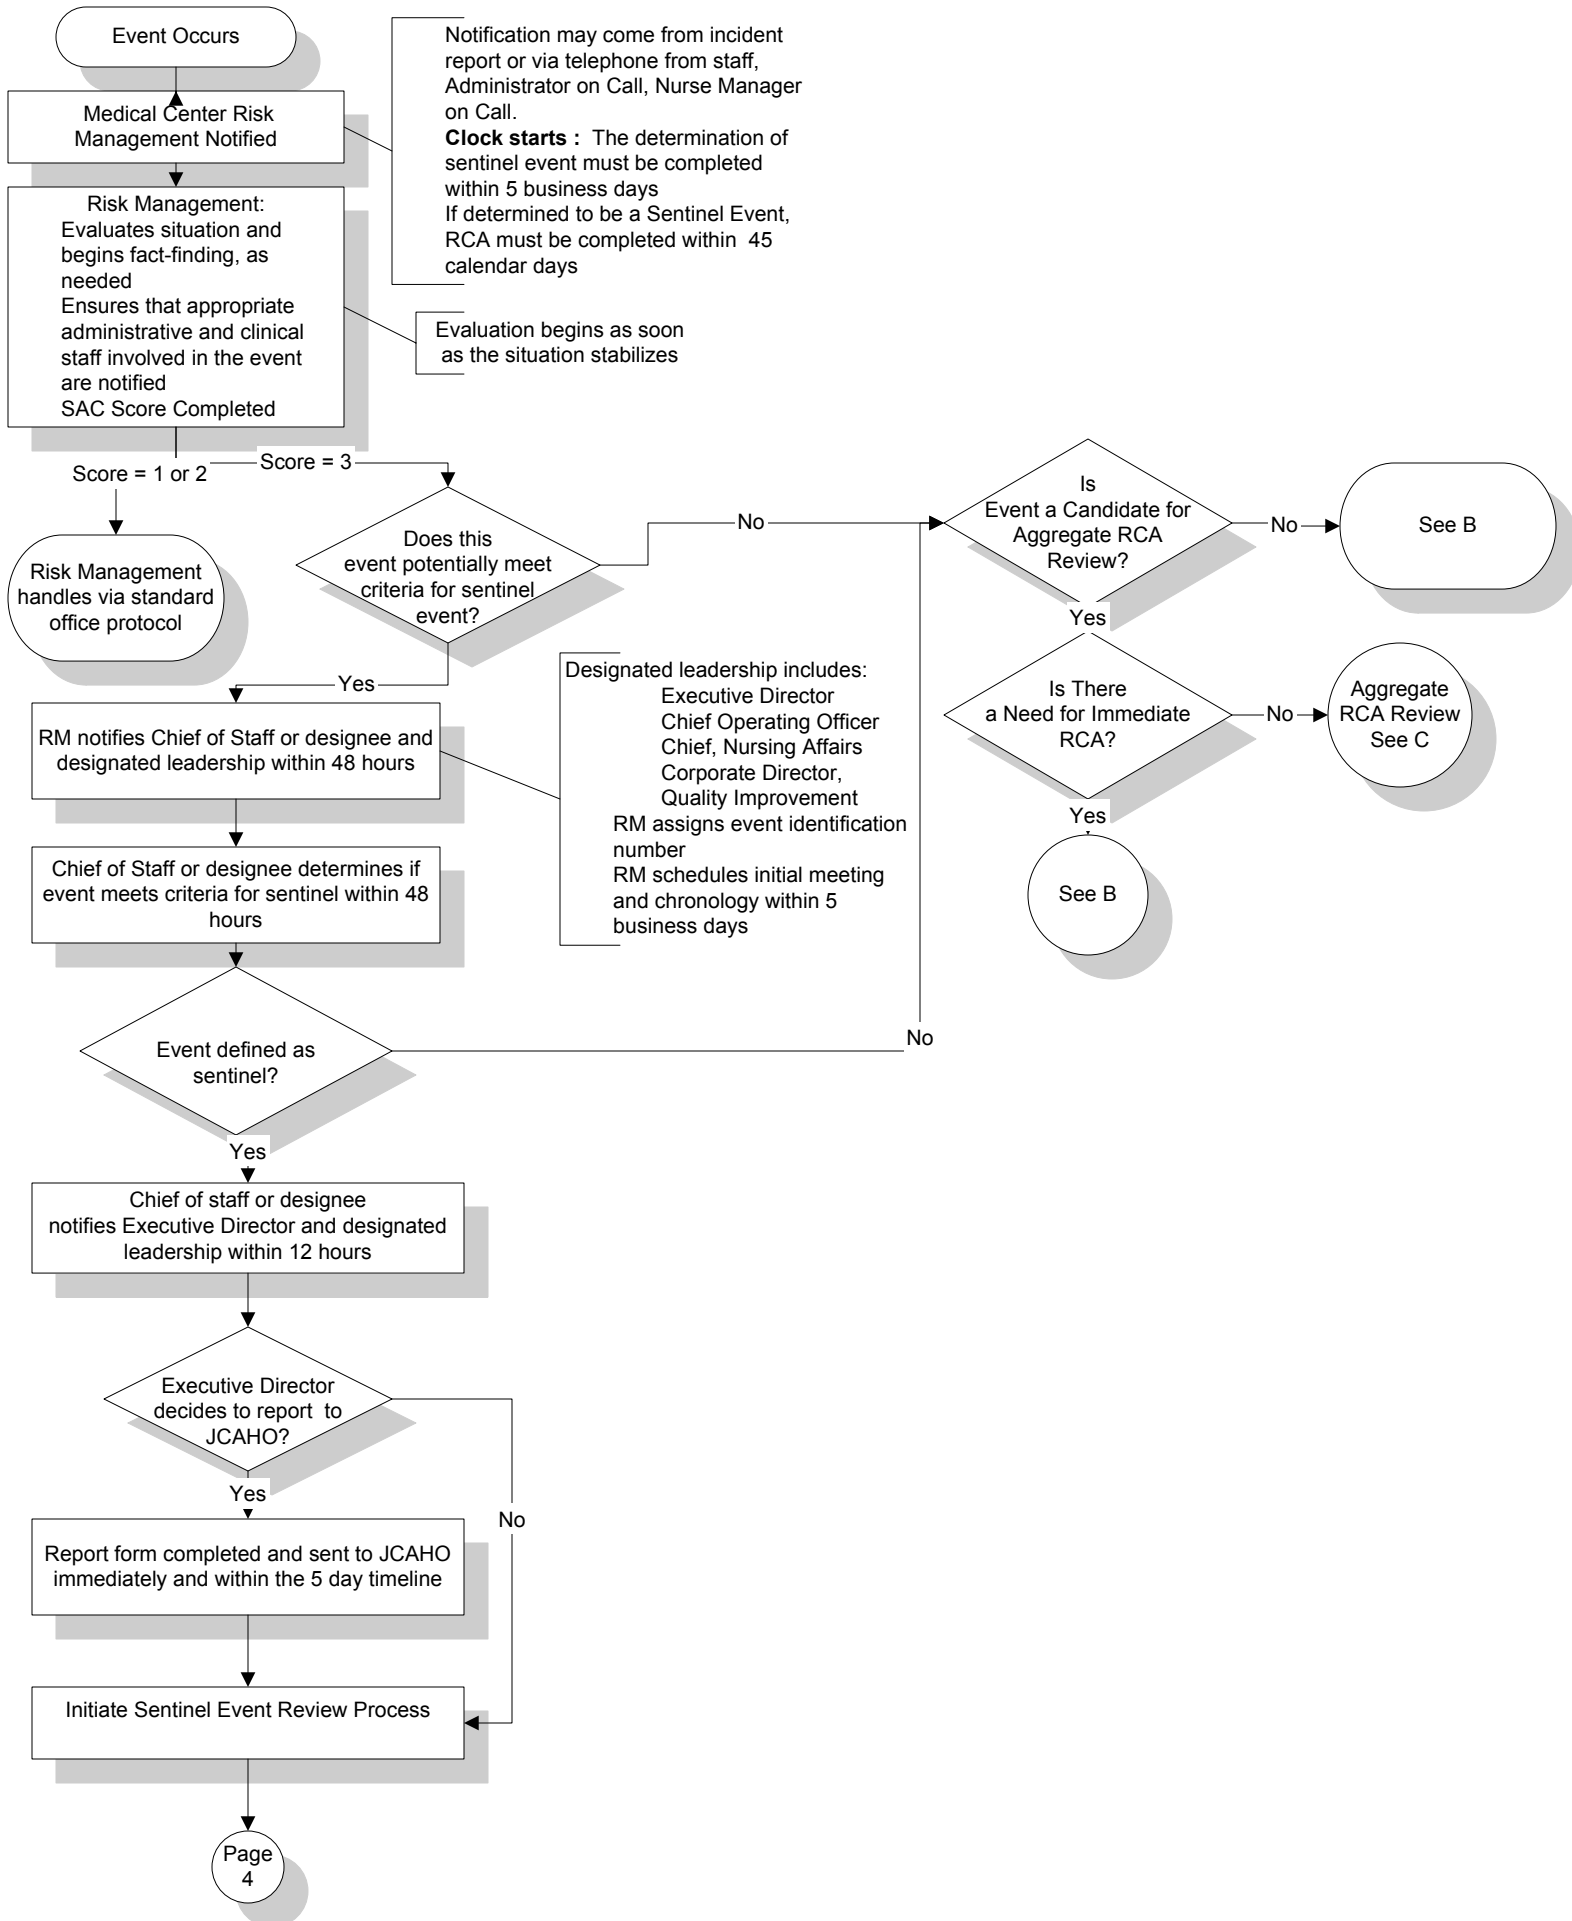 Event Occurs
Notification may come from incident
report or via telephone from staff,
Administrator on Call, Nurse Manager
on Call.
Clock starts :  The determination of
sentinel event must be completed
within 5 business days
If determined to be a Sentinel Event,
RCA must be completed within  45
calendar days
Medical Center Risk
Management Notified
Risk Management:
Evaluates situation and
begins fact-finding, as
needed
Ensures that appropriate
administrative and clinical
staff involved in the event
are notified
SAC Score Completed
Evaluation begins as soon
as the situation stabilizes
Score = 1 or 2
Score = 3
Risk Management
handles via standard
office protocol
Does this
event potentially meet
criteria for sentinel
event?
No
Is
Event a Candidate for
Aggregate RCA
Review?
No
See B
Yes
Is There
a Need for Immediate
RCA?
No
Aggregate
RCA Review
See C
Yes
See B
Yes
RM notifies Chief of Staff or designee and
designated leadership within 48 hours
Designated leadership includes:
Executive Director
Chief Operating Officer
Chief, Nursing Affairs
Corporate Director,
Quality Improvement
RM assigns event identification
number
RM schedules initial meeting
and chronology within 5
business days
Chief of Staff or designee determines if
event meets criteria for sentinel within 48
hours
Event defined as
sentinel?
No
Yes
Chief of staff or designee
notifies Executive Director and designated
leadership within 12 hours
Executive Director
decides to report  to
JCAHO?
Yes
No
Report form completed and sent to JCAHO
immediately and within the 5 day timeline
Initiate Sentinel Event Review Process
Page
4